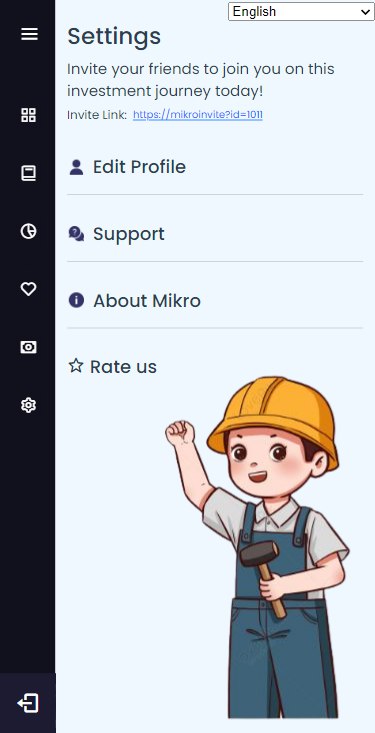 English
Settings
Invite your friends to join you on this
investment journey today!
Invite Link: https://mikroinvite?id=1011
Edit Profile
Support
About Mikro
Rate us